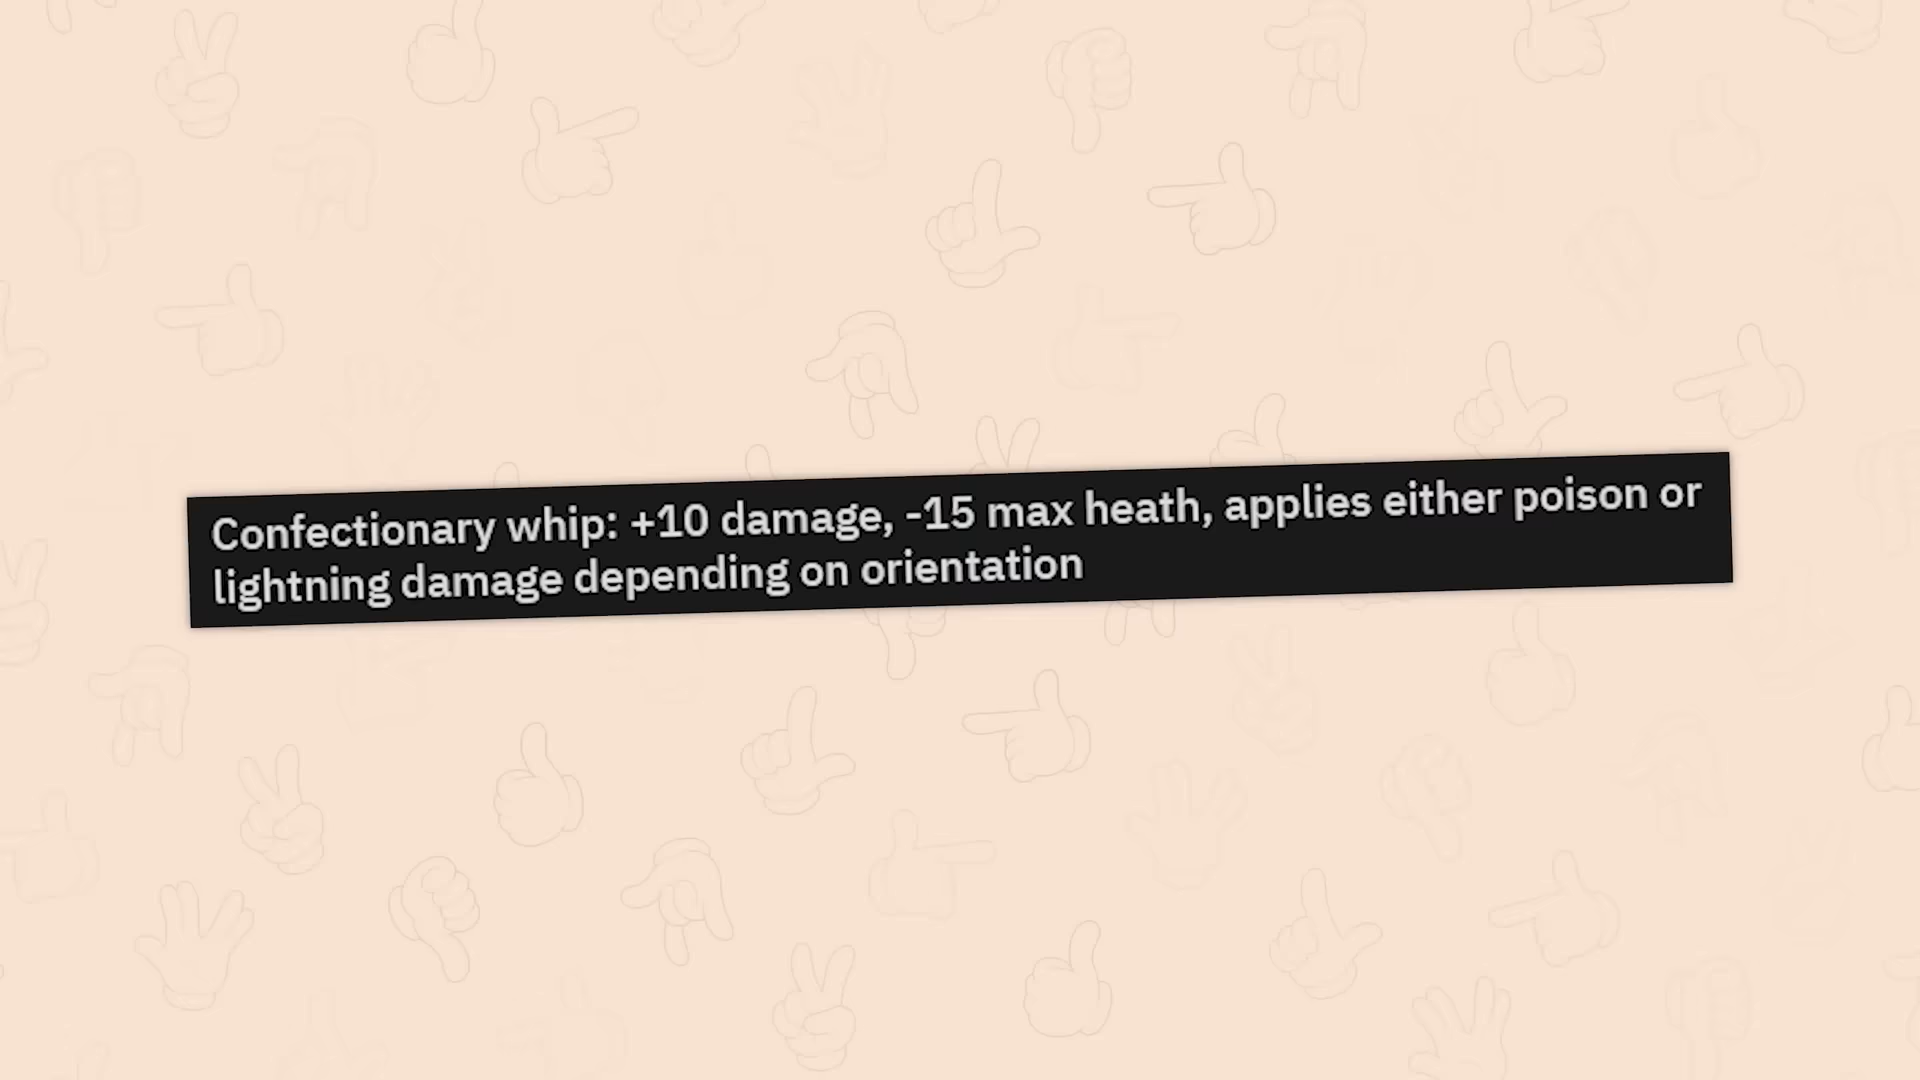 Confectionary whip: +10 damage, -15 max heath, applies either poison or
lightning damage depending on orientation